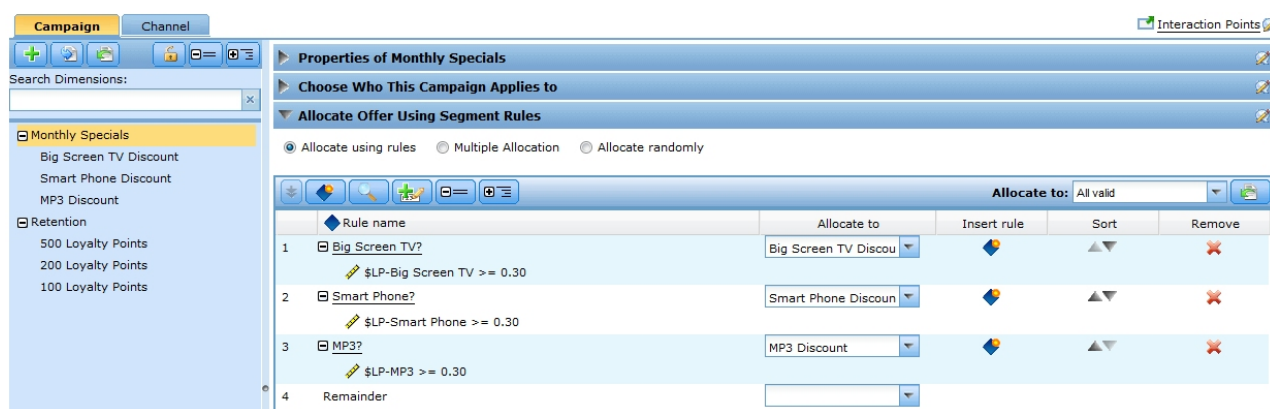 Campaign
Channel
Interaction Points
Search Dimensions:
Monthly Specials
Big Screen TV Discount
Smart Phone Discount
MP3 Discount
Retention
500 Loyalty Points
200 Loyalty Points
100 Loyalty Points
Properties of Monthly Specials
Choose Who This Campaign Applies to
Allocate Offer Using Segment Rules
Allocate using rules Multiple Allocation Allocate randomly
Allocate to: All valid
Rule name Allocate to Insert rule Sort Remove
1 Big Screen TV? Big Screen TV Discou
$LP-Big Screen TV >= 0.30
2 Smart Phone? Smart Phone Discoun
$LP-Smart Phone >= 0.30
3 MP3? MP3 Discount
$LP-MP3 >= 0.30
4 Remainder